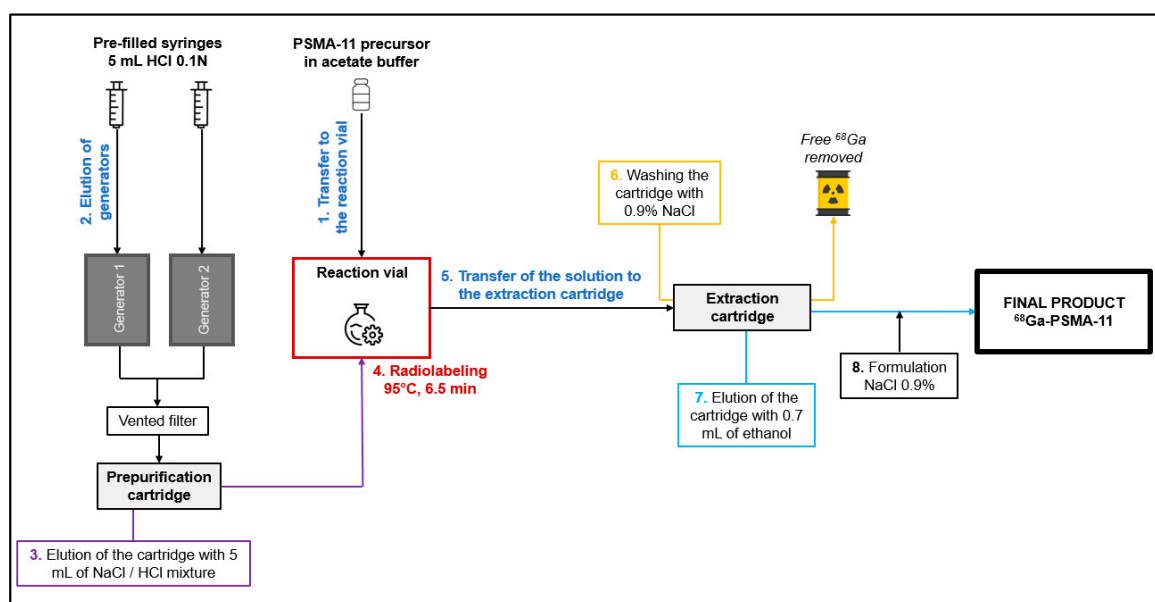 Pre-filled syringes
5 mL HCl 0.1N
PSMA-11 precursor
in acetate buffer
2. Elution of
generators
1. Transfer to
the reaction vial
Generator 1
Generator 2
Vented filter
Prepurification
cartridge
3. Elution of the cartridge with 5
mL of NaCl / HCl mixture
Reaction vial
4. Radiolabeling
95°C, 6.5 min
5. Transfer of the solution to
the extraction cartridge
6. Washing the
cartridge with
0.9% NaCl
Free ⁶⁸Ga
removed
Extraction
cartridge
7. Elution of the
cartridge with 0.7
mL of ethanol
8. Formulation
NaCl 0.9%
FINAL PRODUCT
⁶⁸Ga-PSMA-11